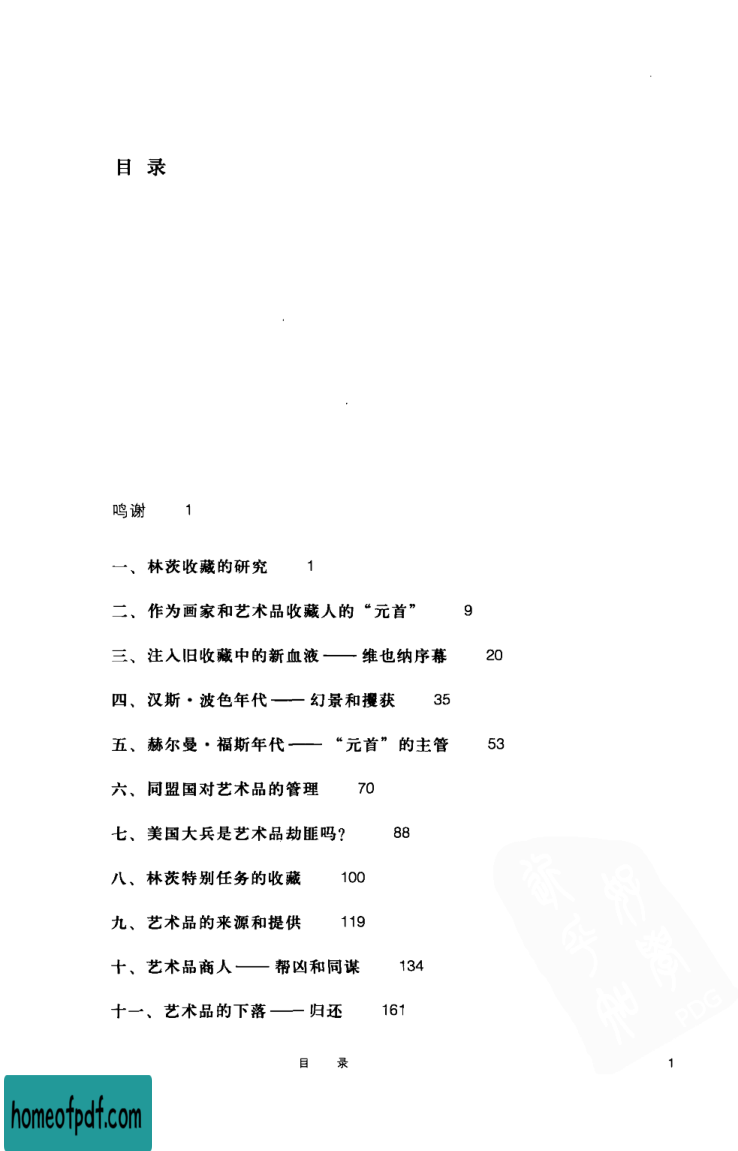 目 录
鸣谢 1
一、林茨收藏的研究 1
二、作为画家和艺术品收藏人的“元首” 9
三、注入旧收藏中的新血液——维也纳序幕 20
四、汉斯·波色年代——幻景和攫获 35
五、赫尔曼·福斯年代——“元首”的主管 53
六、同盟国对艺术品的管理 70
七、美国大兵是艺术品劫匪吗? 88
八、林茨特别任务的收藏 100
九、艺术品的来源和提供 119
十、艺术品商人——帮凶和同谋 134
十一、艺术品的下落——归还 161
目 录 1
homeofpdf.com
PDG